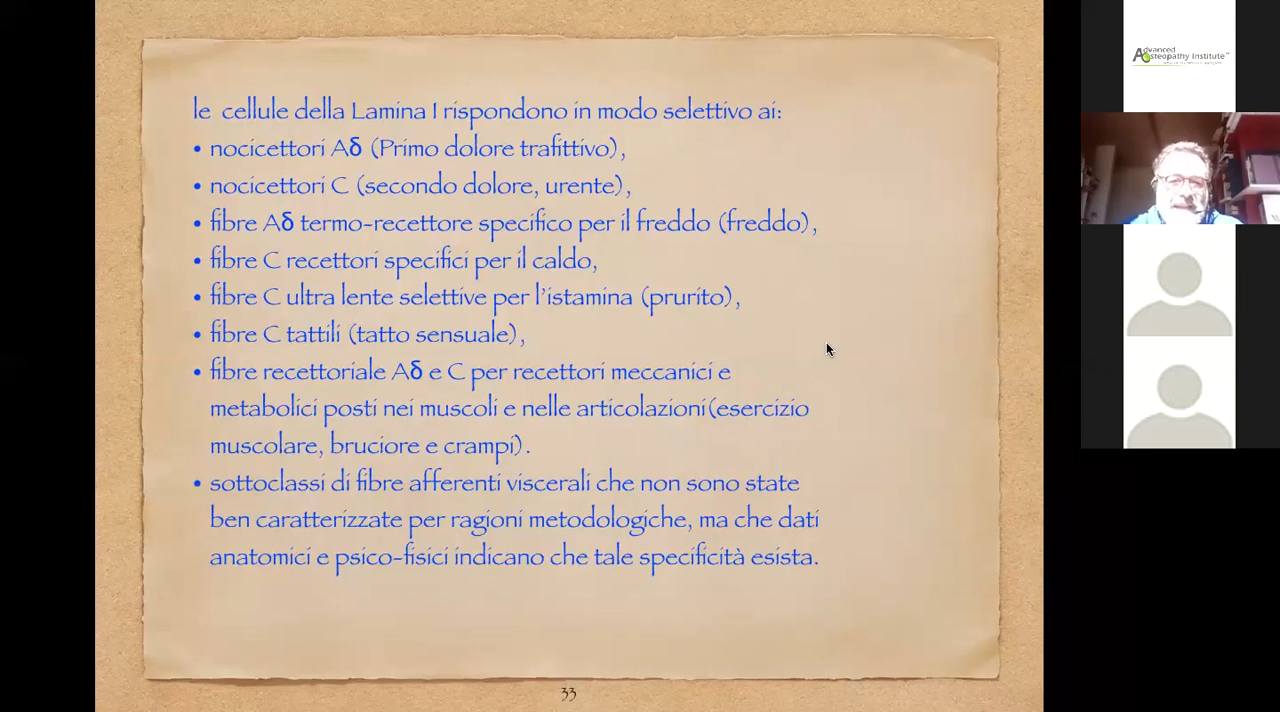 le cellule della Lamina I rispondono in modo selettivo ai:
• nocicettori Aδ (Primo dolore trafittivo),
• nocicettori C (secondo dolore, urente),
• fibre Aδ termo-recettore specifico per il freddo (freddo),
• fibre C recettori specifici per il caldo,
• fibre C ultra lente selettive per l'istamina (prurito),
• fibre C tattili (tatto sensuale),
• fibre recettoriale Aδ e C per recettori meccanici e
metabolici posti nei muscoli e nelle articolazioni(esercizio
muscolare, bruciore e crampi).
• sottoclassi di fibre afferenti viscerali che non sono state
ben caratterizzate per ragioni metodologiche, ma che dati
anatomici e psico-fisici indicano che tale specificità esista.
33
Advanced
Osteopathy Institute™